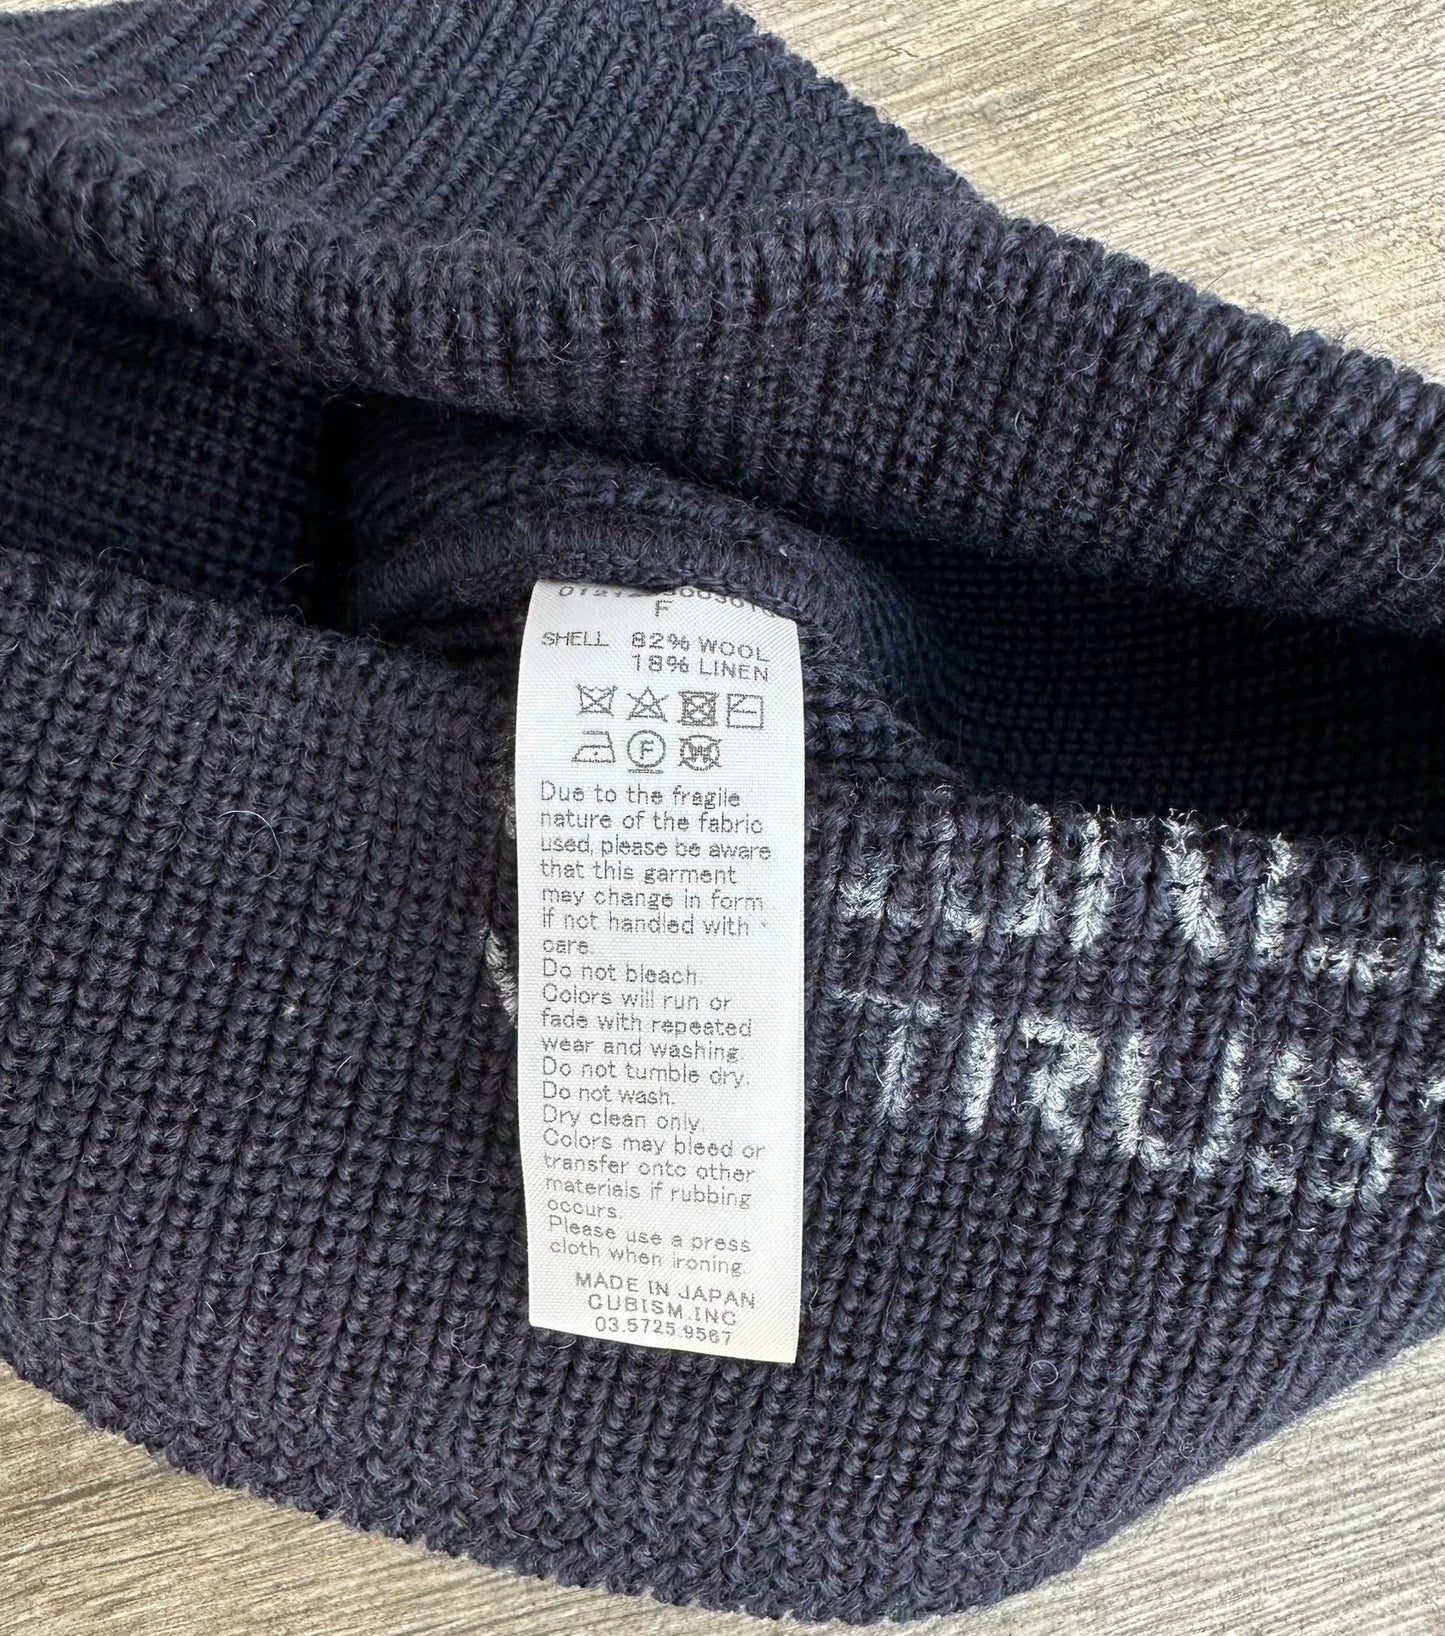 F
SHELL 82% WOOL
18% LINEN
F
W
Due to the fragile
nature of the fabric
used, please be aware
that this garment
may change in form
if not handled with
care.
Do not bleach.
Colors will run or
fade with repeated
wear and washing.
Do not tumble dry.
Do not wash.
Dry clean only.
Colors may bleed or
transfer onto other
materials if rubbing
occurs.
Please use a press
cloth when ironing.
MADE IN JAPAN
CUBISM.INC
03.5725.9567
TRUST